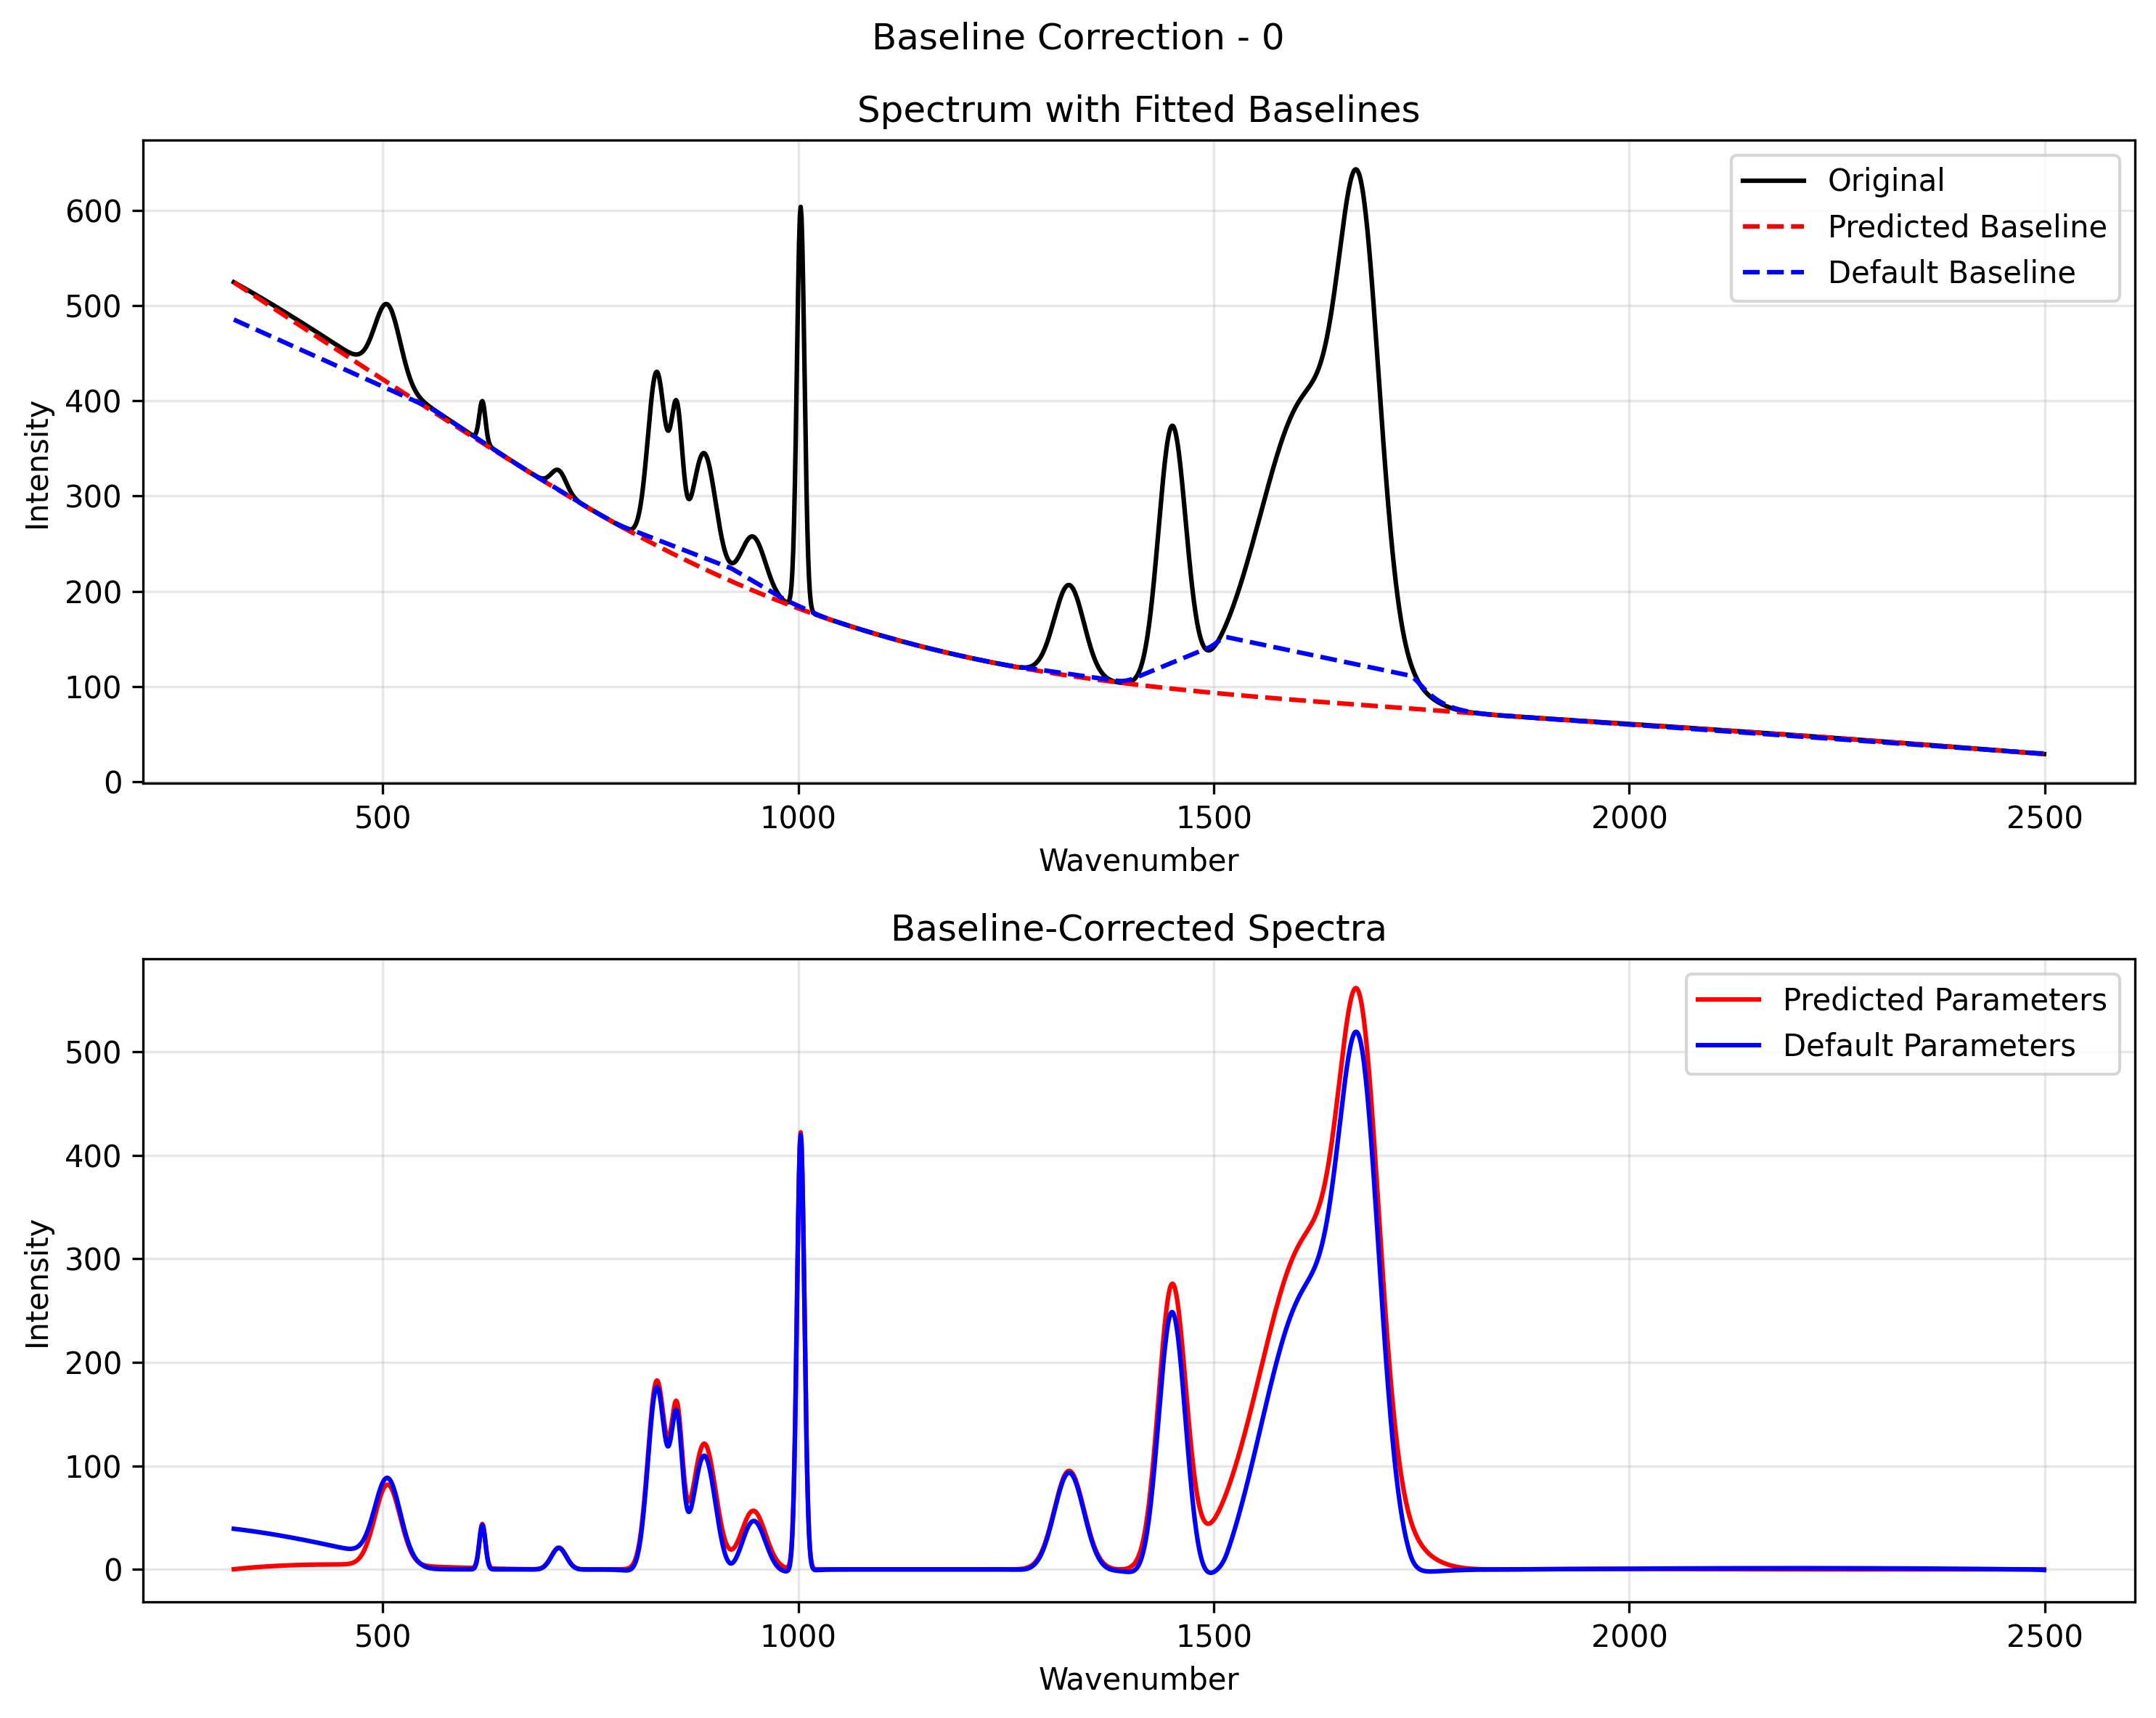 Baseline Correction - 0
Spectrum with Fitted Baselines
Original
Predicted Baseline
Default Baseline
Intensity
600
500
400
300
200
100
0
500
1000
1500
2000
2500
Wavenumber
Baseline-Corrected Spectra
Predicted Parameters
Default Parameters
Intensity
500
400
300
200
100
0
500
1000
1500
2000
2500
Wavenumber